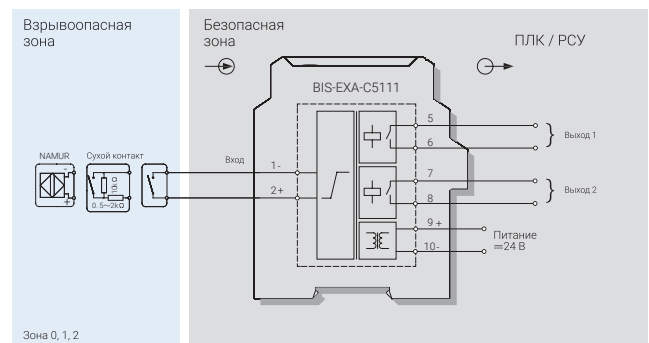 Взрывоопасная
зона
Безопасная
зона
ПЛК / РСУ
BIS-EXA-C5111
5
6
Выход 1
NAMUR
Сухой контакт
Вход
1 -
2 +
-
+
10kΩ
0.5~2kΩ
7
8
Выход 2
9 +
10-
Питание
⎓24 В
Зона 0, 1, 2